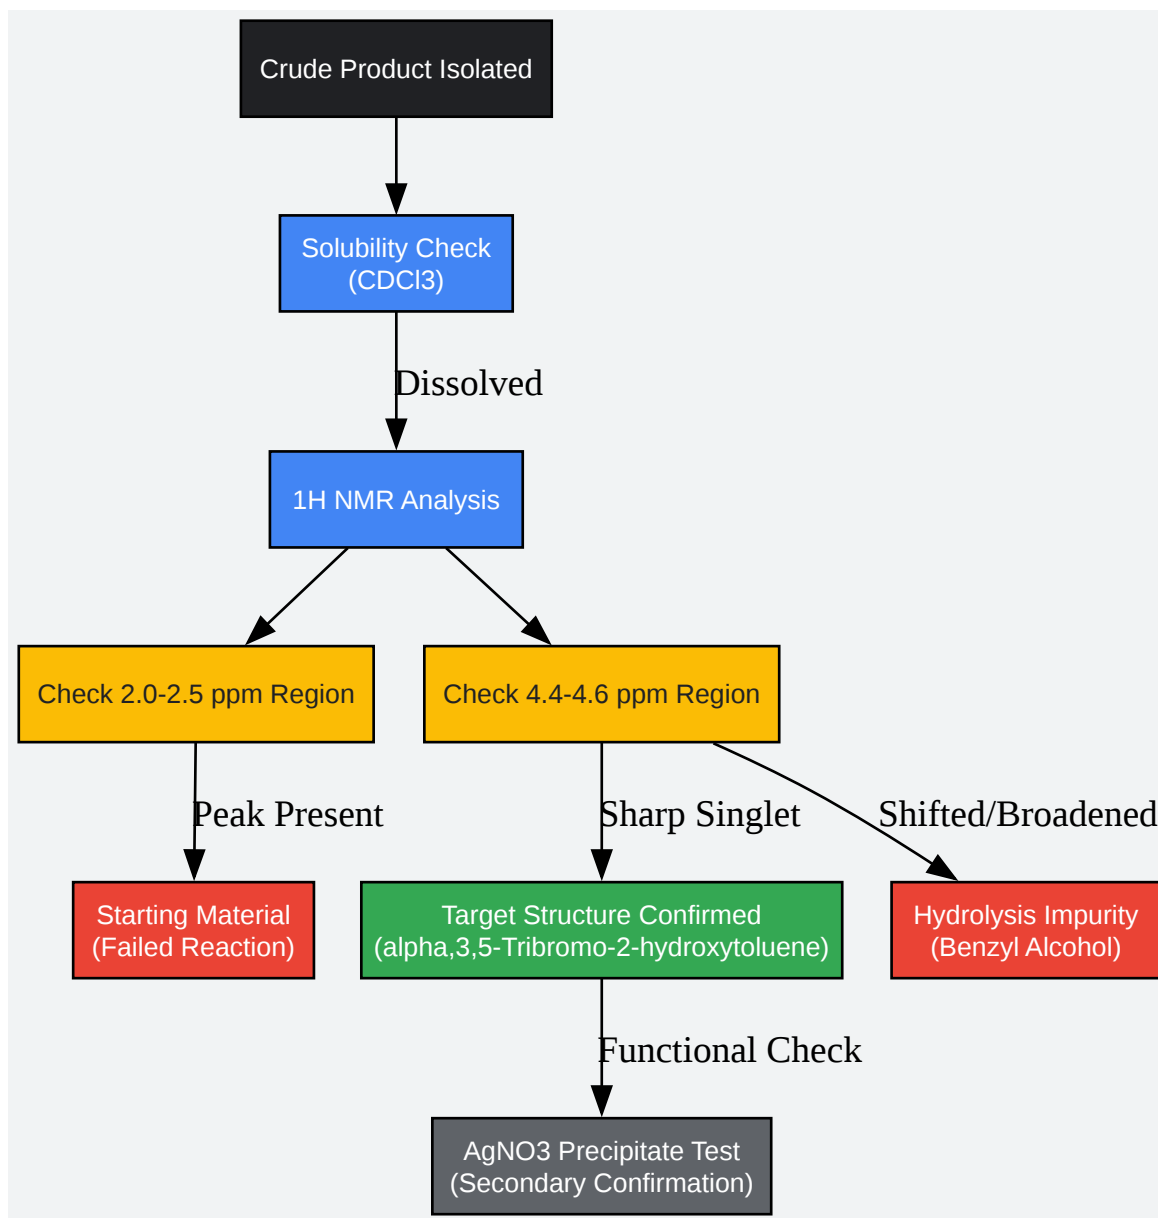 Crude Product Isolated
Solubility Check
(CDCl3)
Dissolved
1H NMR Analysis
Check 2.0-2.5 ppm Region
Check 4.4-4.6 ppm Region
Peak Present
Sharp Singlet
Shifted/Broadened
Starting Material
(Failed Reaction)
Target Structure Confirmed
(alpha,3,5-Tribromo-2-hydroxytoluene)
Hydrolysis Impurity
(Benzyl Alcohol)
Functional Check
AgNO3 Precipitate Test
(Secondary Confirmation)